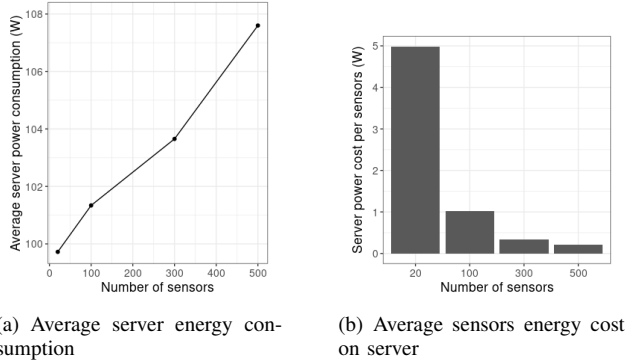 108
106
104
102
100
Average server power consumption (W)
0 100 200 300 400 500
Number of sensors
(a) Average server energy con-
sumption
5
4
3
2
1
0
Server power cost per sensors (W)
20 100 300 500
Number of sensors
(b) Average sensors energy cost
on server